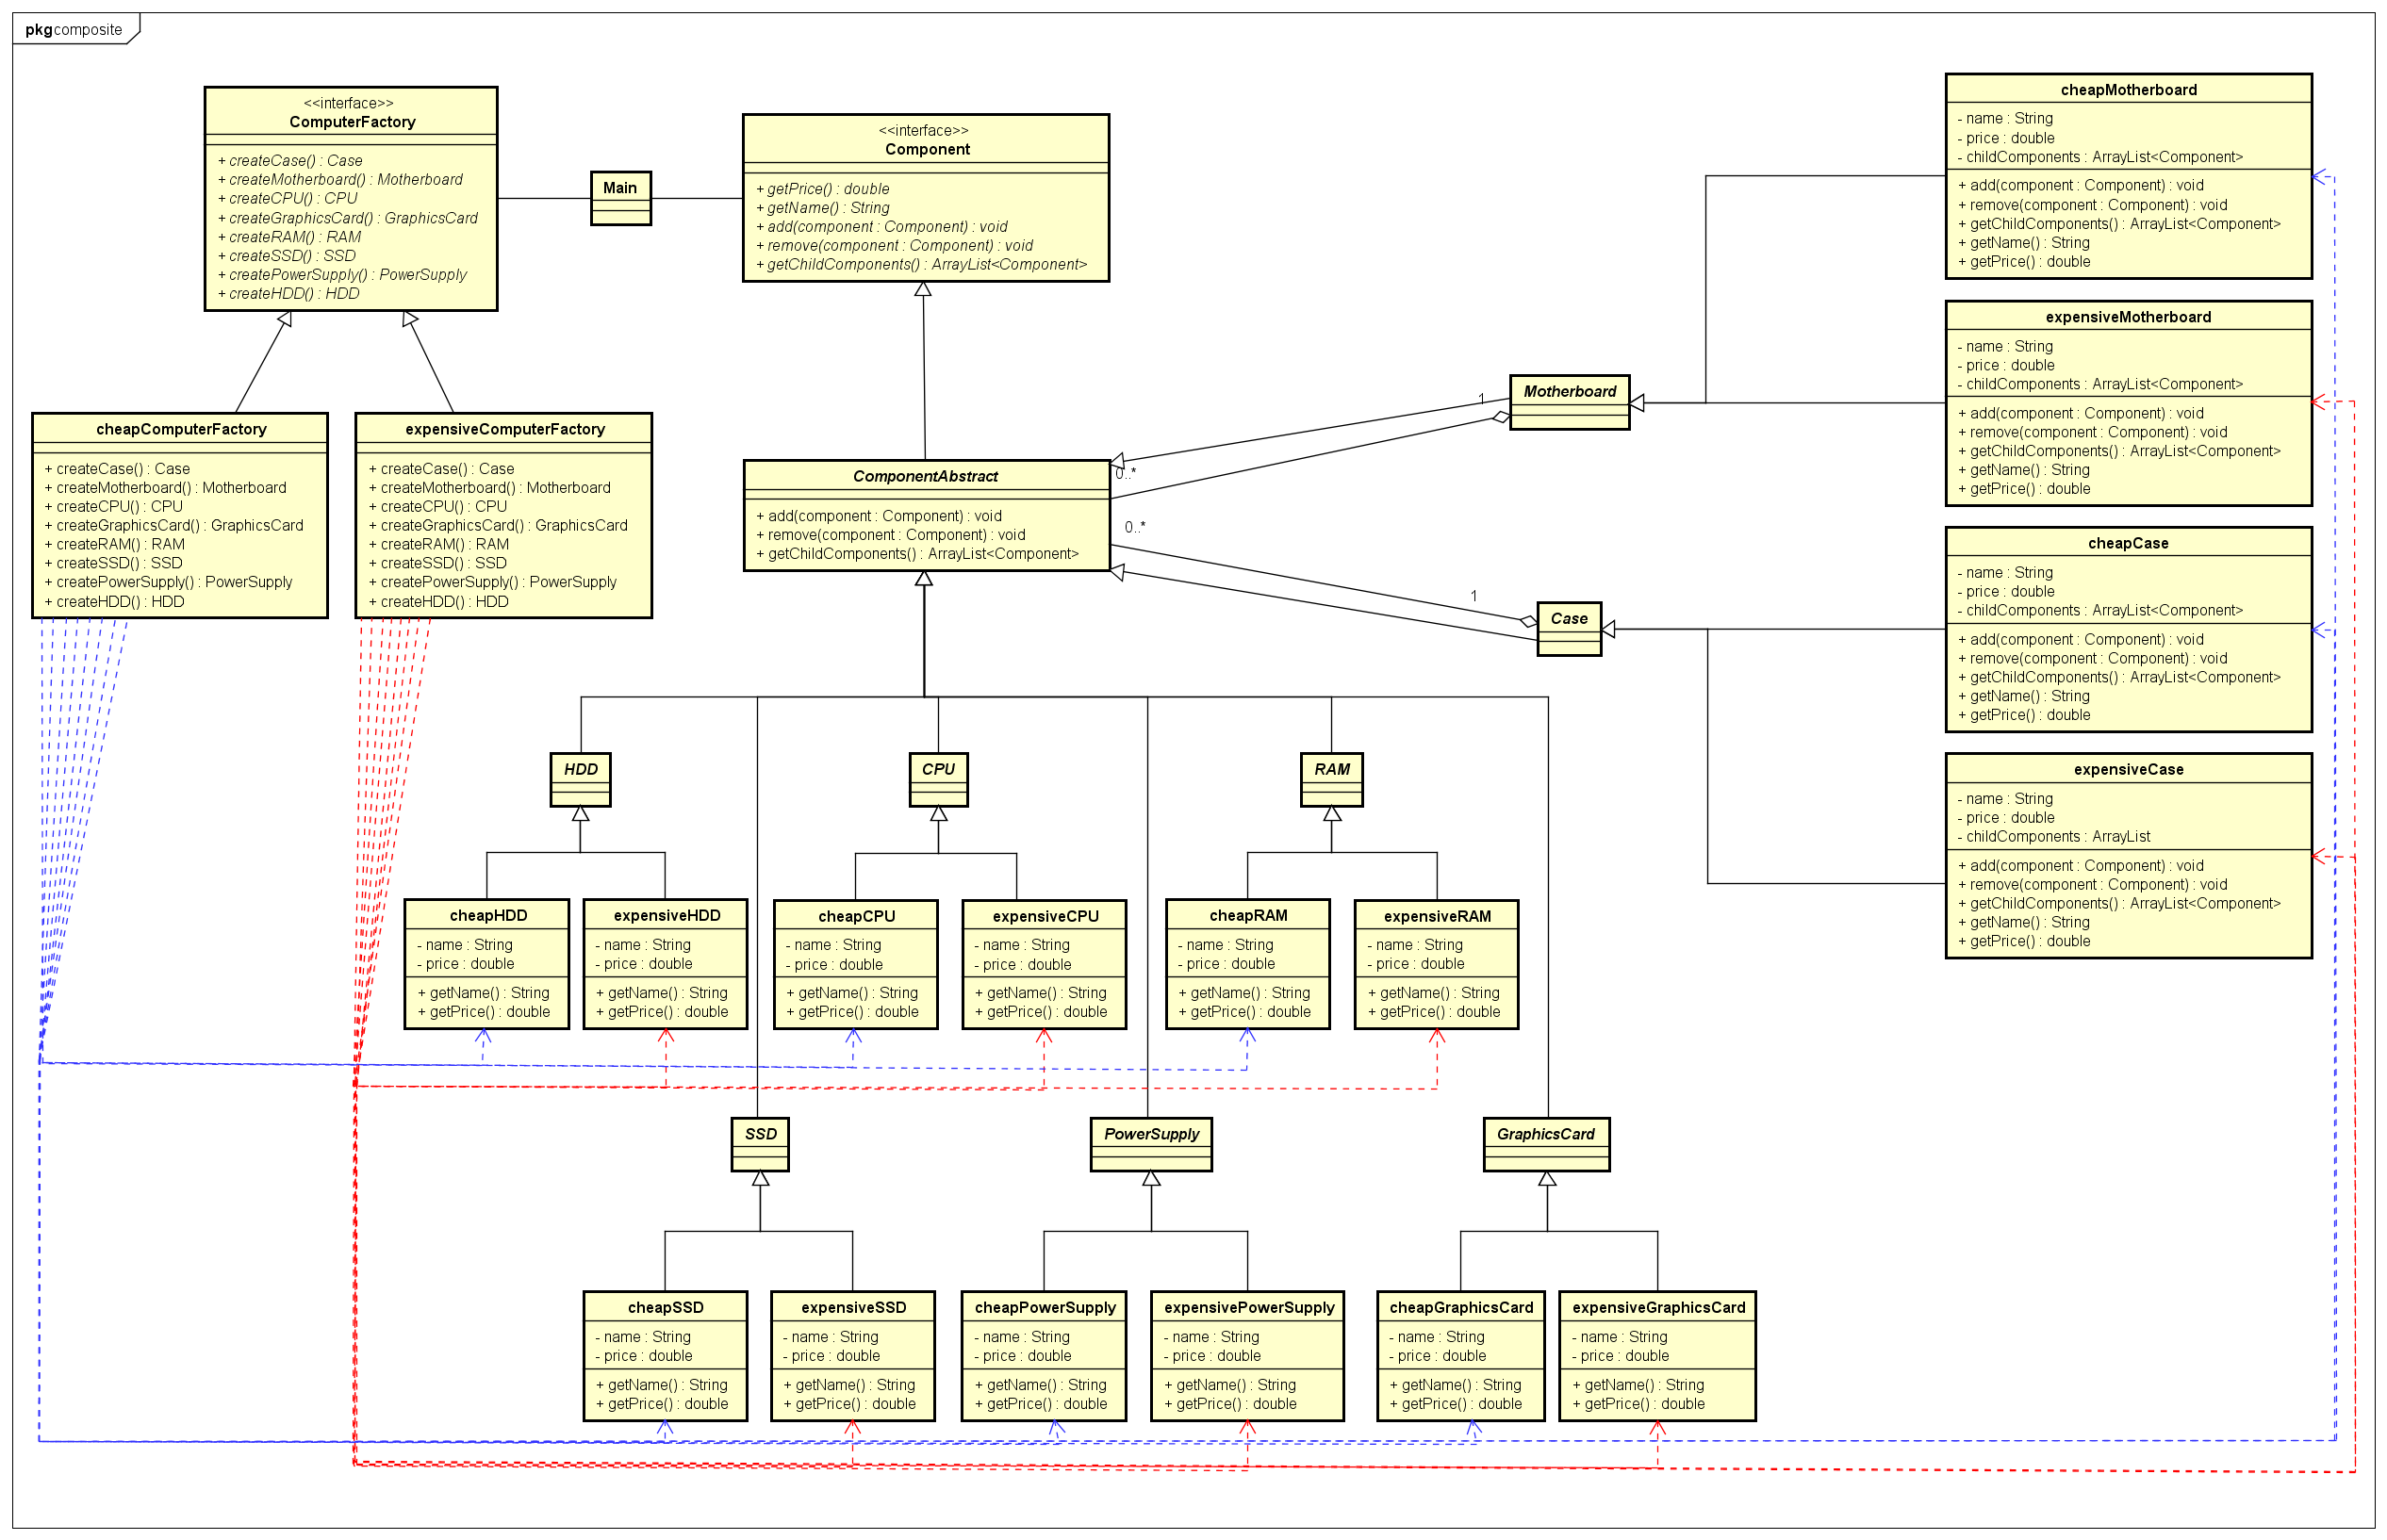 pkg composite
<<interface>>
ComputerFactory
+ createCase() : Case
+ createMotherboard() : Motherboard
+ createCPU() : CPU
+ createGraphicsCard() : GraphicsCard
+ createRAM() : RAM
+ createSSD() : SSD
+ createPowerSupply() : PowerSupply
+ createHDD() : HDD
Main
<<interface>>
Component
+ getPrice() : double
+ getName() : String
+ add(component : Component) : void
+ remove(component : Component) : void
+ getChildComponents() : ArrayList<Component>
cheapMotherboard
- name : String
- price : double
- childComponents : ArrayList<Component>
+ add(component : Component) : void
+ remove(component : Component) : void
+ getChildComponents() : ArrayList<Component>
+ getName() : String
+ getPrice() : double
expensiveMotherboard
- name : String
- price : double
- childComponents : ArrayList<Component>
+ add(component : Component) : void
+ remove(component : Component) : void
+ getChildComponents() : ArrayList<Component>
+ getName() : String
+ getPrice() : double
Motherboard
1
0..*
cheapComputerFactory
+ createCase() : Case
+ createMotherboard() : Motherboard
+ createCPU() : CPU
+ createGraphicsCard() : GraphicsCard
+ createRAM() : RAM
+ createSSD() : SSD
+ createPowerSupply() : PowerSupply
+ createHDD() : HDD
expensiveComputerFactory
+ createCase() : Case
+ createMotherboard() : Motherboard
+ createCPU() : CPU
+ createGraphicsCard() : GraphicsCard
+ createRAM() : RAM
+ createSSD() : SSD
+ createPowerSupply() : PowerSupply
+ createHDD() : HDD
ComponentAbstract
+ add(component : Component) : void
+ remove(component : Component) : void
+ getChildComponents() : ArrayList<Component>
0..*
1
Case
cheapCase
- name : String
- price : double
- childComponents : ArrayList<Component>
+ add(component : Component) : void
+ remove(component : Component) : void
+ getChildComponents() : ArrayList<Component>
+ getName() : String
+ getPrice() : double
expensiveCase
- name : String
- price : double
- childComponents : ArrayList
+ add(component : Component) : void
+ remove(component : Component) : void
+ getChildComponents() : ArrayList<Component>
+ getName() : String
+ getPrice() : double
HDD
CPU
RAM
cheapHDD
- name : String
- price : double
+ getName() : String
+ getPrice() : double
expensiveHDD
- name : String
- price : double
+ getName() : String
+ getPrice() : double
cheapCPU
- name : String
- price : double
+ getName() : String
+ getPrice() : double
expensiveCPU
- name : String
- price : double
+ getName() : String
+ getPrice() : double
cheapRAM
- name : String
- price : double
+ getName() : String
+ getPrice() : double
expensiveRAM
- name : String
- price : double
+ getName() : String
+ getPrice() : double
SSD
PowerSupply
GraphicsCard
cheapSSD
- name : String
- price : double
+ getName() : String
+ getPrice() : double
expensiveSSD
- name : String
- price : double
+ getName() : String
+ getPrice() : double
cheapPowerSupply
- name : String
- price : double
+ getName() : String
+ getPrice() : double
expensivePowerSupply
- name : String
- price : double
+ getName() : String
+ getPrice() : double
cheapGraphicsCard
- name : String
- price : double
+ getName() : String
+ getPrice() : double
expensiveGraphicsCard
- name : String
- price : double
+ getName() : String
+ getPrice() : double